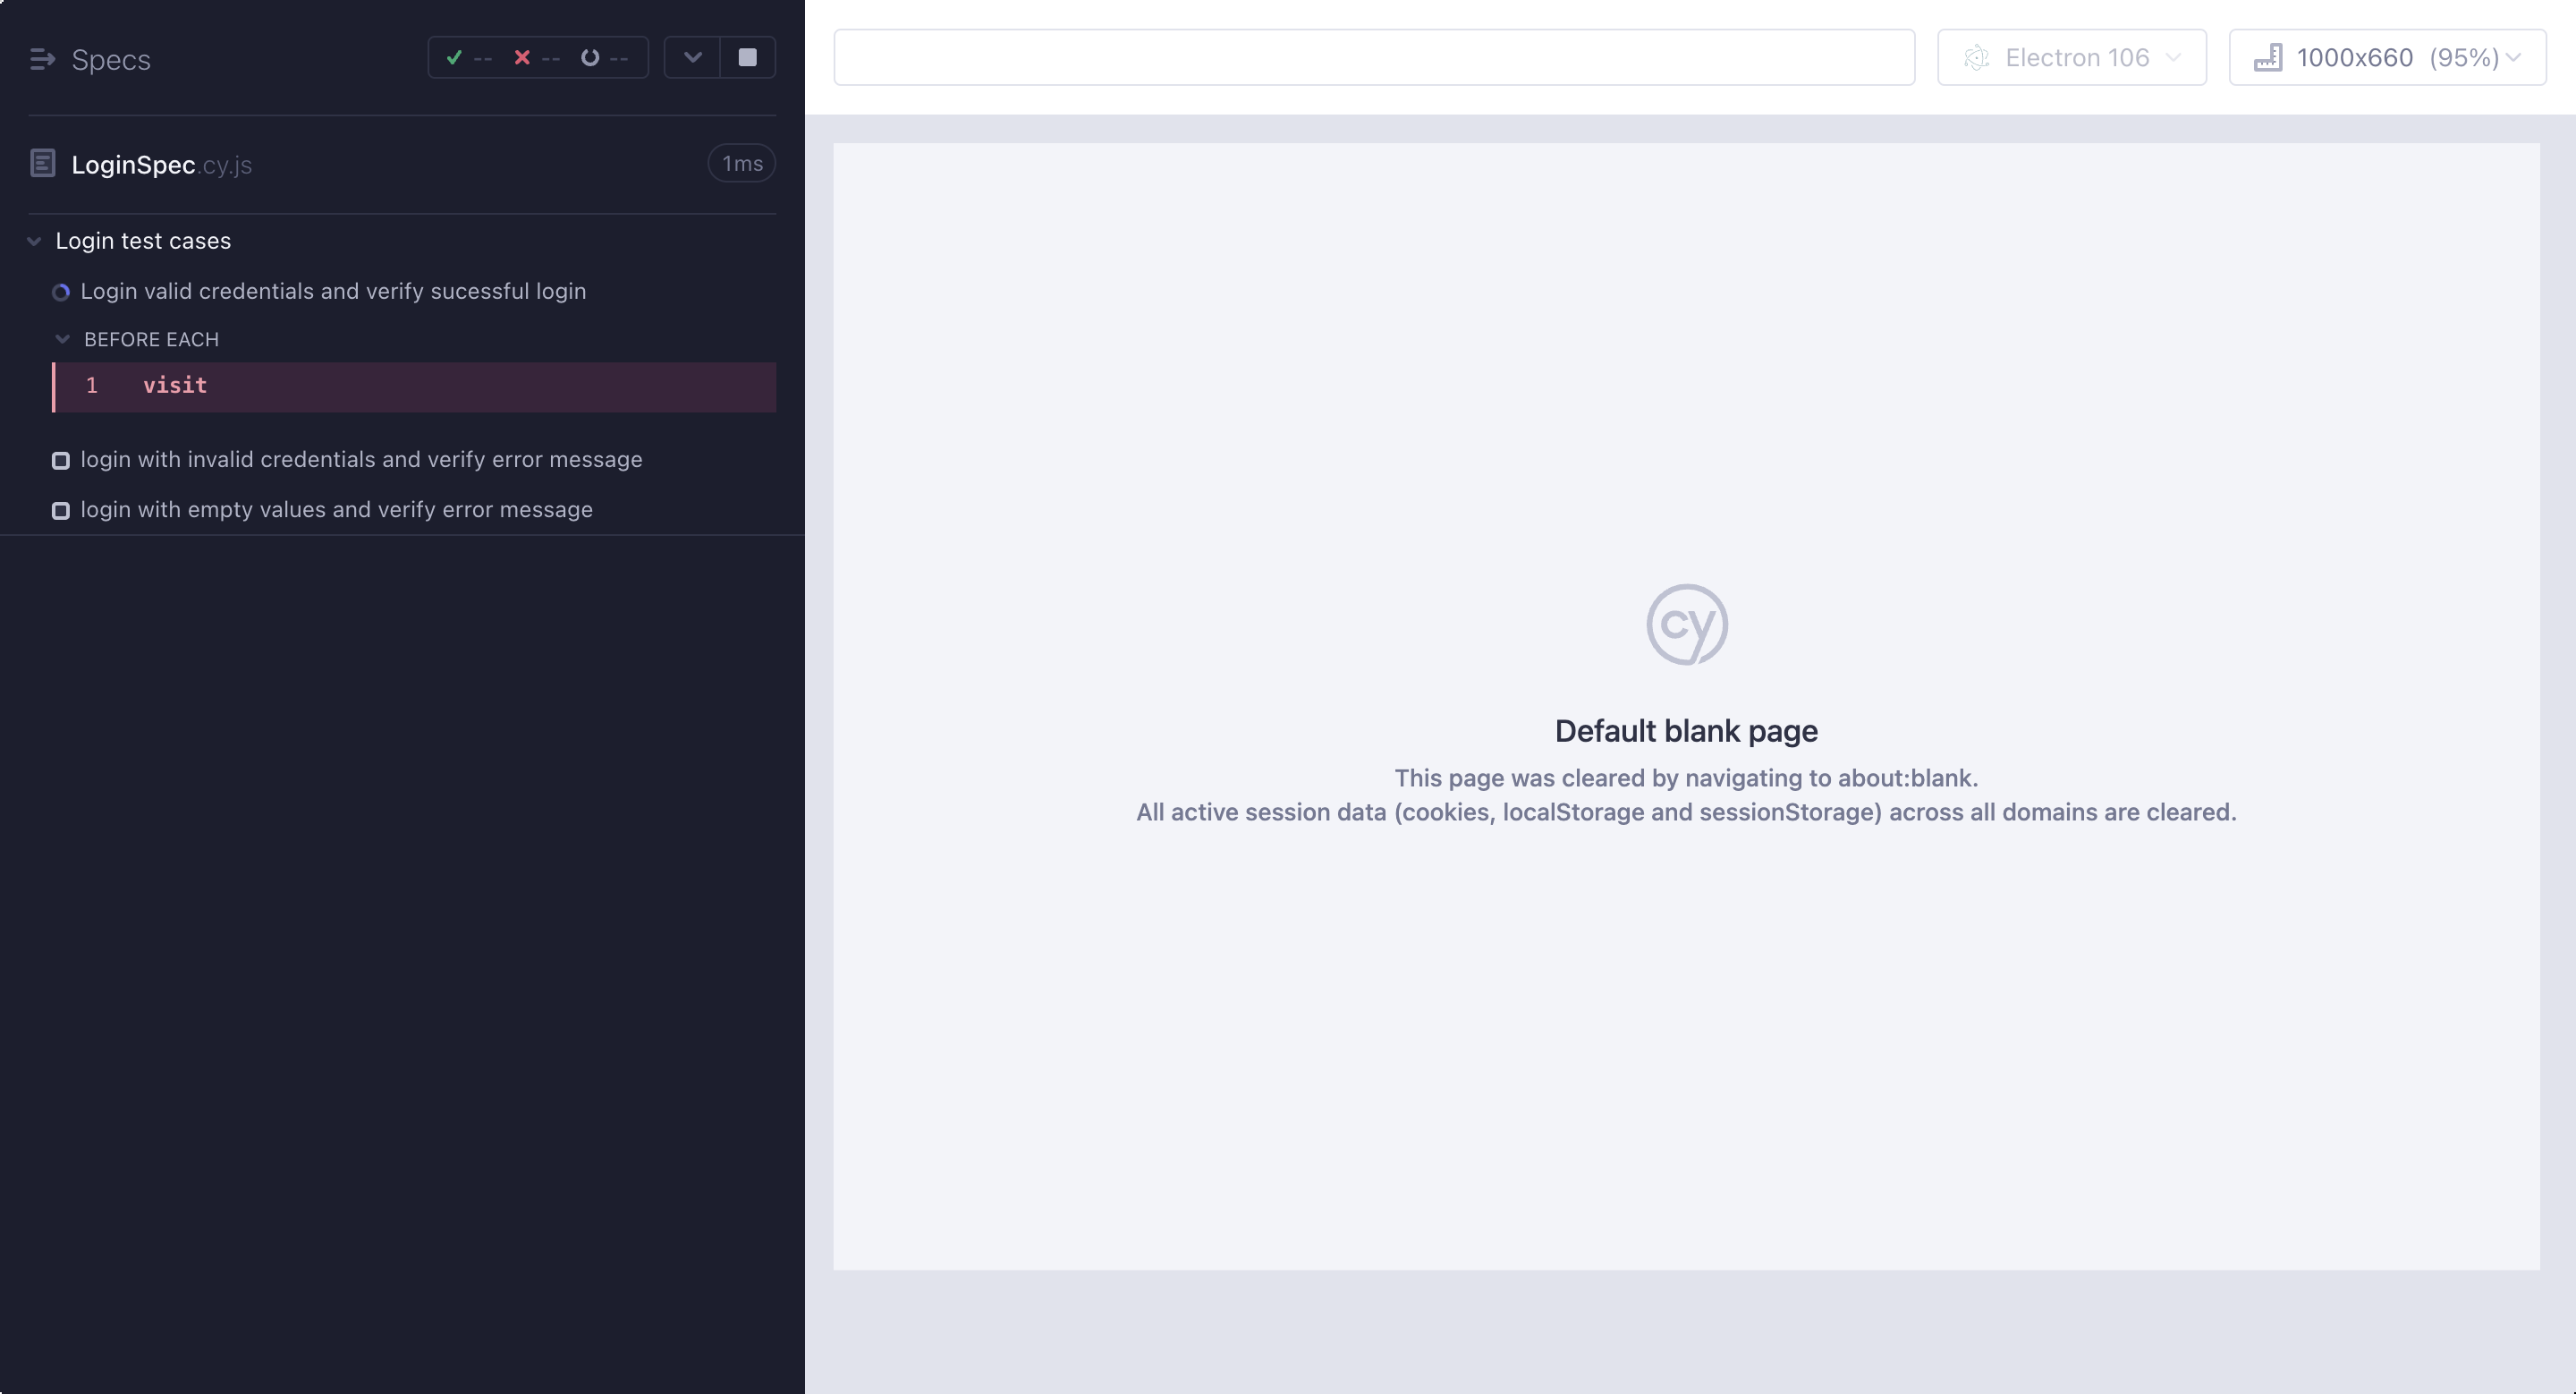 Specs
-- -- --
LoginSpec.cy.js
1ms
Login test cases
Login valid credentials and verify sucessful login
BEFORE EACH
1 visit
login with invalid credentials and verify error message
login with empty values and verify error message
Electron 106
1000x660 (95%)
cy
Default blank page
This page was cleared by navigating to about:blank.
All active session data (cookies, localStorage and sessionStorage) across all domains are cleared.